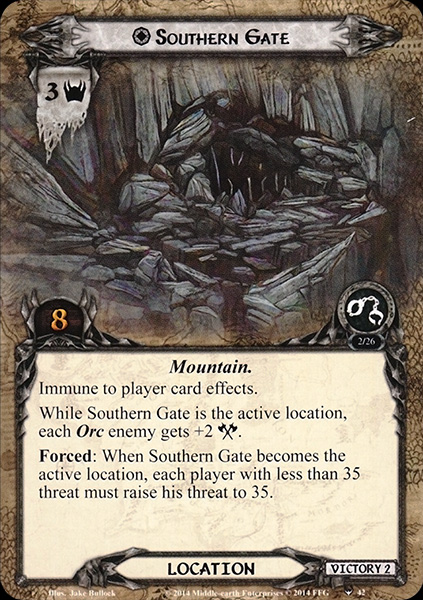 Southern Gate
3
8
2/26
Mountain.
Immune to player card effects.
While Southern Gate is the active location,
each Orc enemy gets +2 .
Forced: When Southern Gate becomes the
active location, each player with less than 35
threat must raise his threat to 35.
LOCATION
VICTORY 2
Illus. Jake Bullock
© 2014 Middle-earth Enterprises © 2014 FFG
42